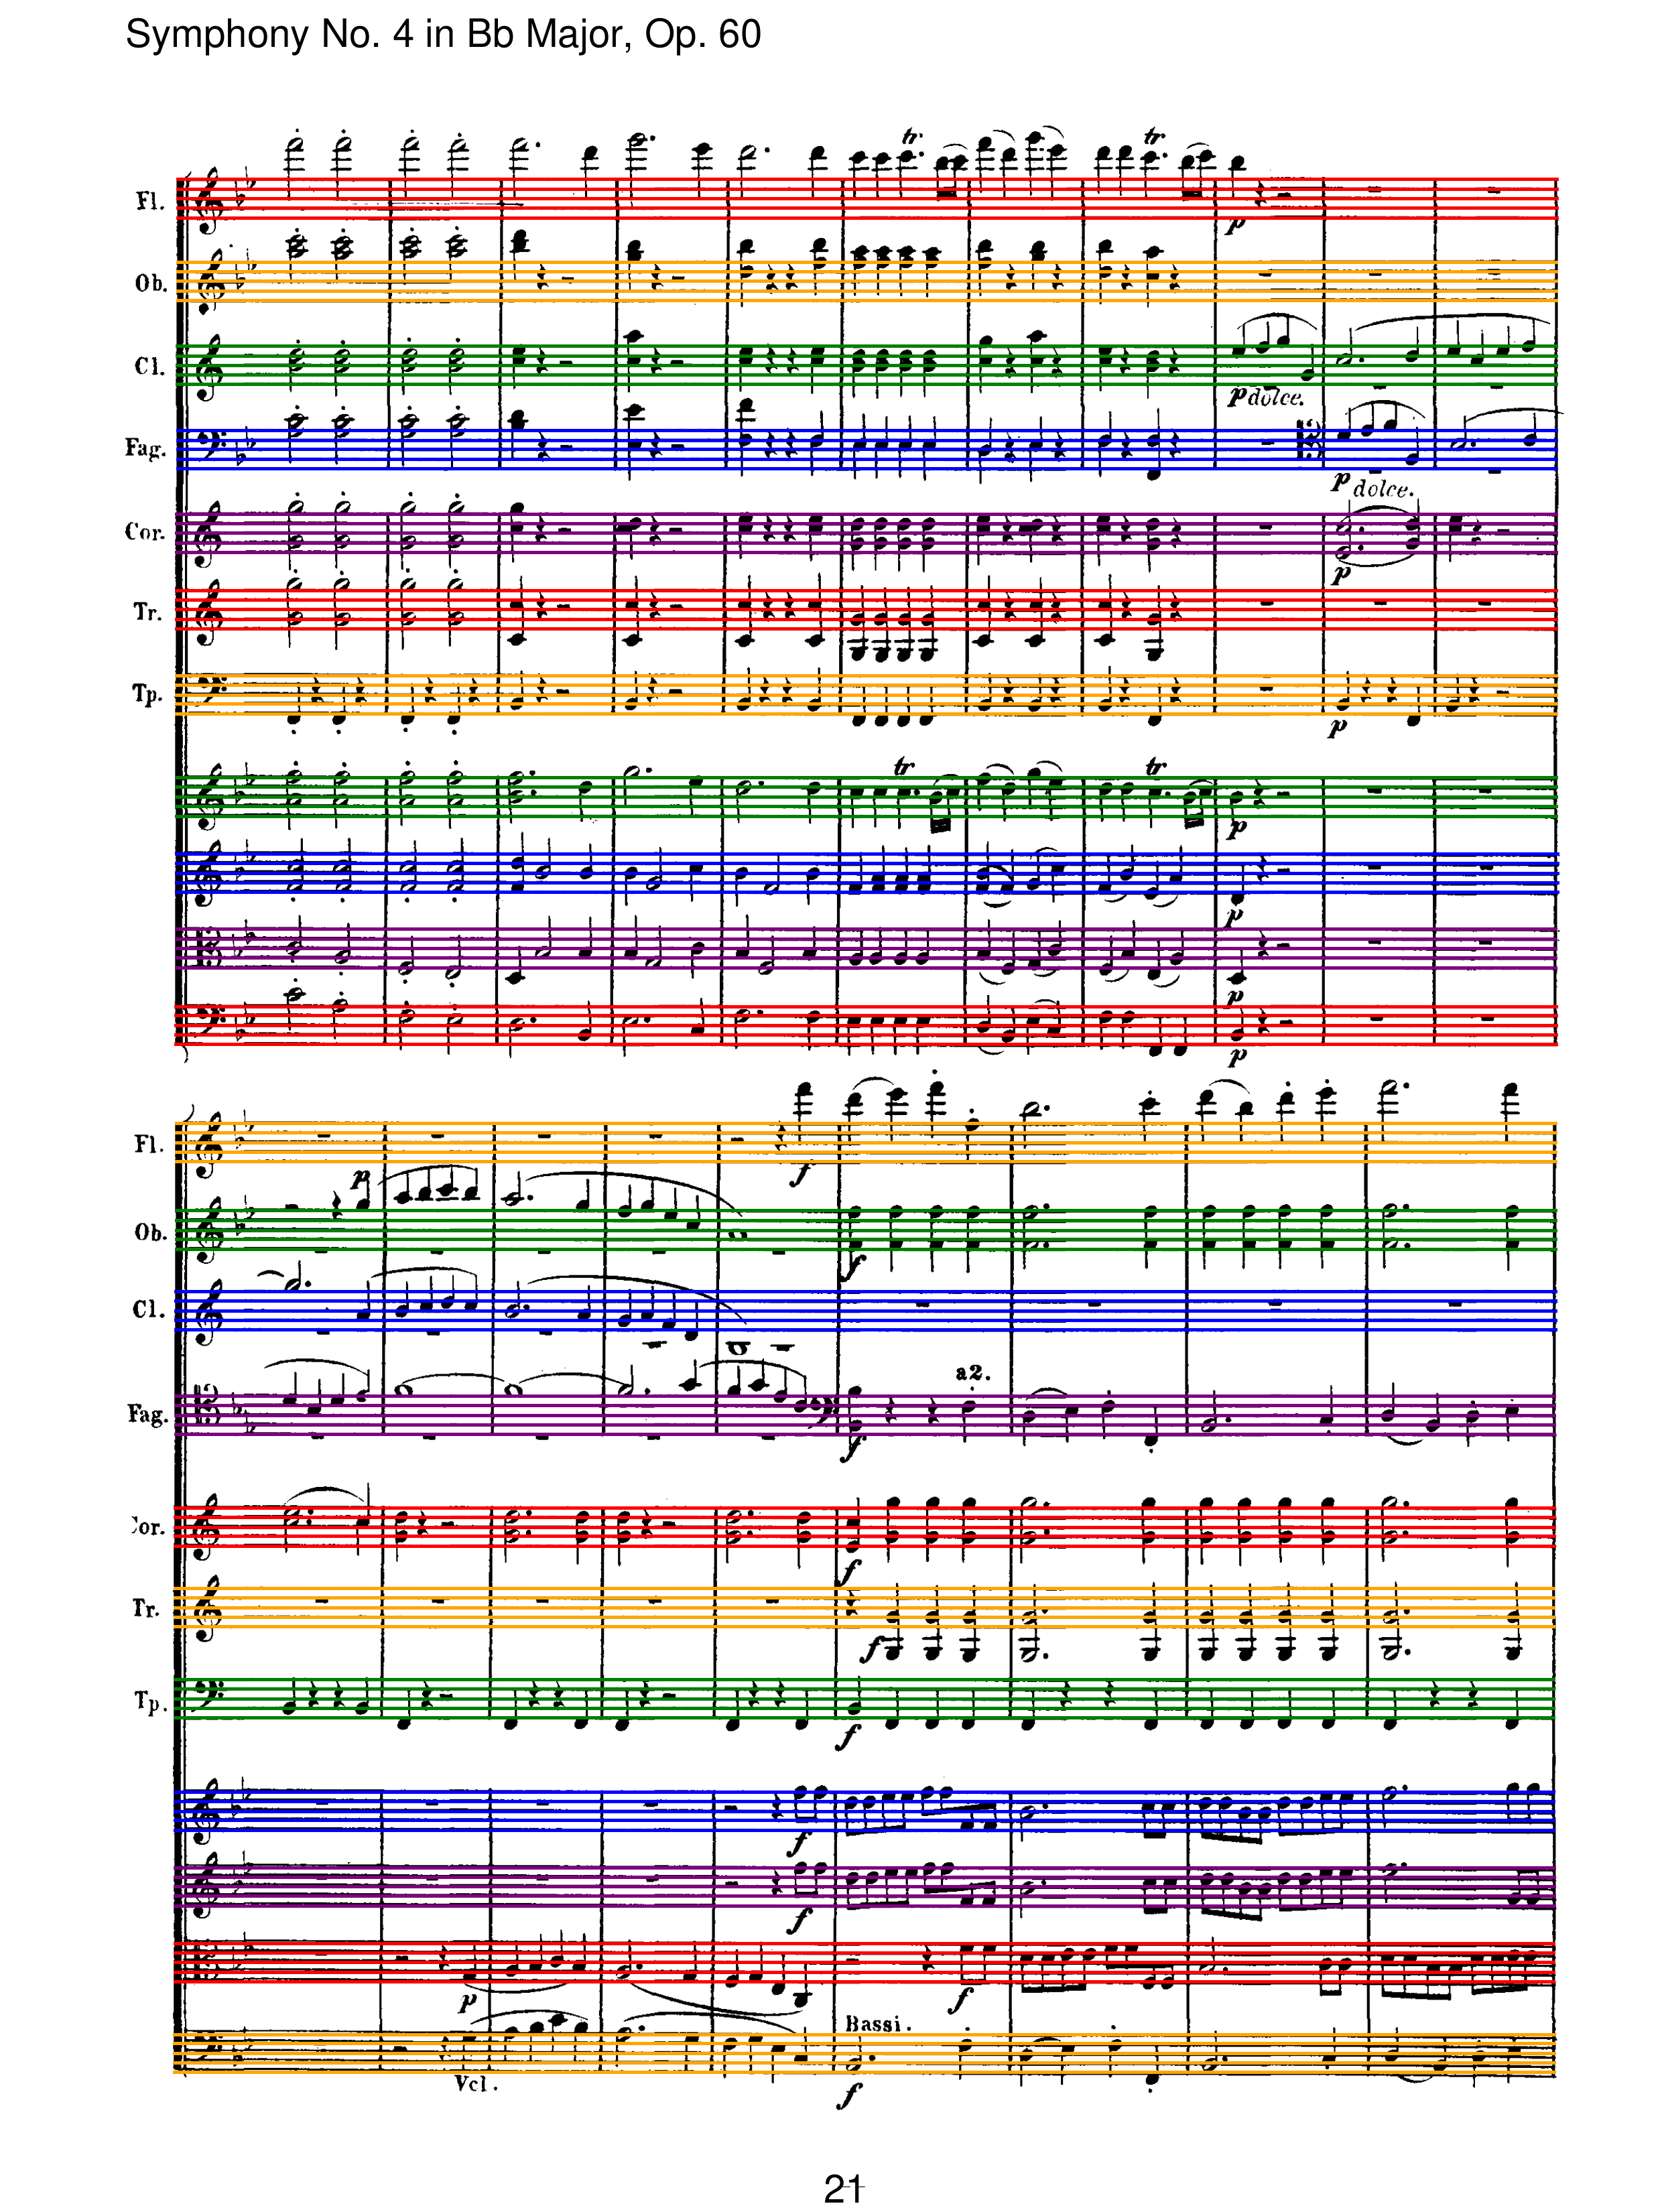 Symphony No. 4 in Bb Major, Op. 60
tr. tr.
Fl.
p
Ob.
Cl.
p dolce.
Fag.
p dolce.
Cor.
p
Tr.
Tp.
p
tr tr
p
p
p
p
Fl.
f
p
Ob.
f
Cl.
a2.
Fag.
f
Cor.
f
Tr.
f
Tp.
f
f
f
p f
Bassi.
Vcl.
f
21